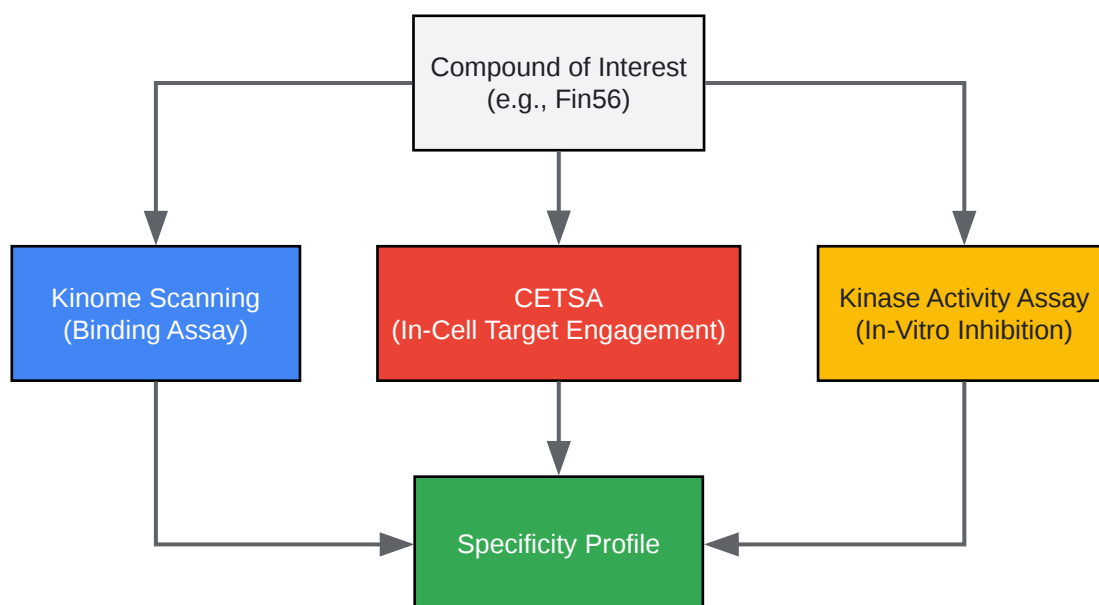 Compound of Interest
(e.g., Fin56)
Kinome Scanning
(Binding Assay)
CETSA
(In-Cell Target Engagement)
Kinase Activity Assay
(In-Vitro Inhibition)
Specificity Profile